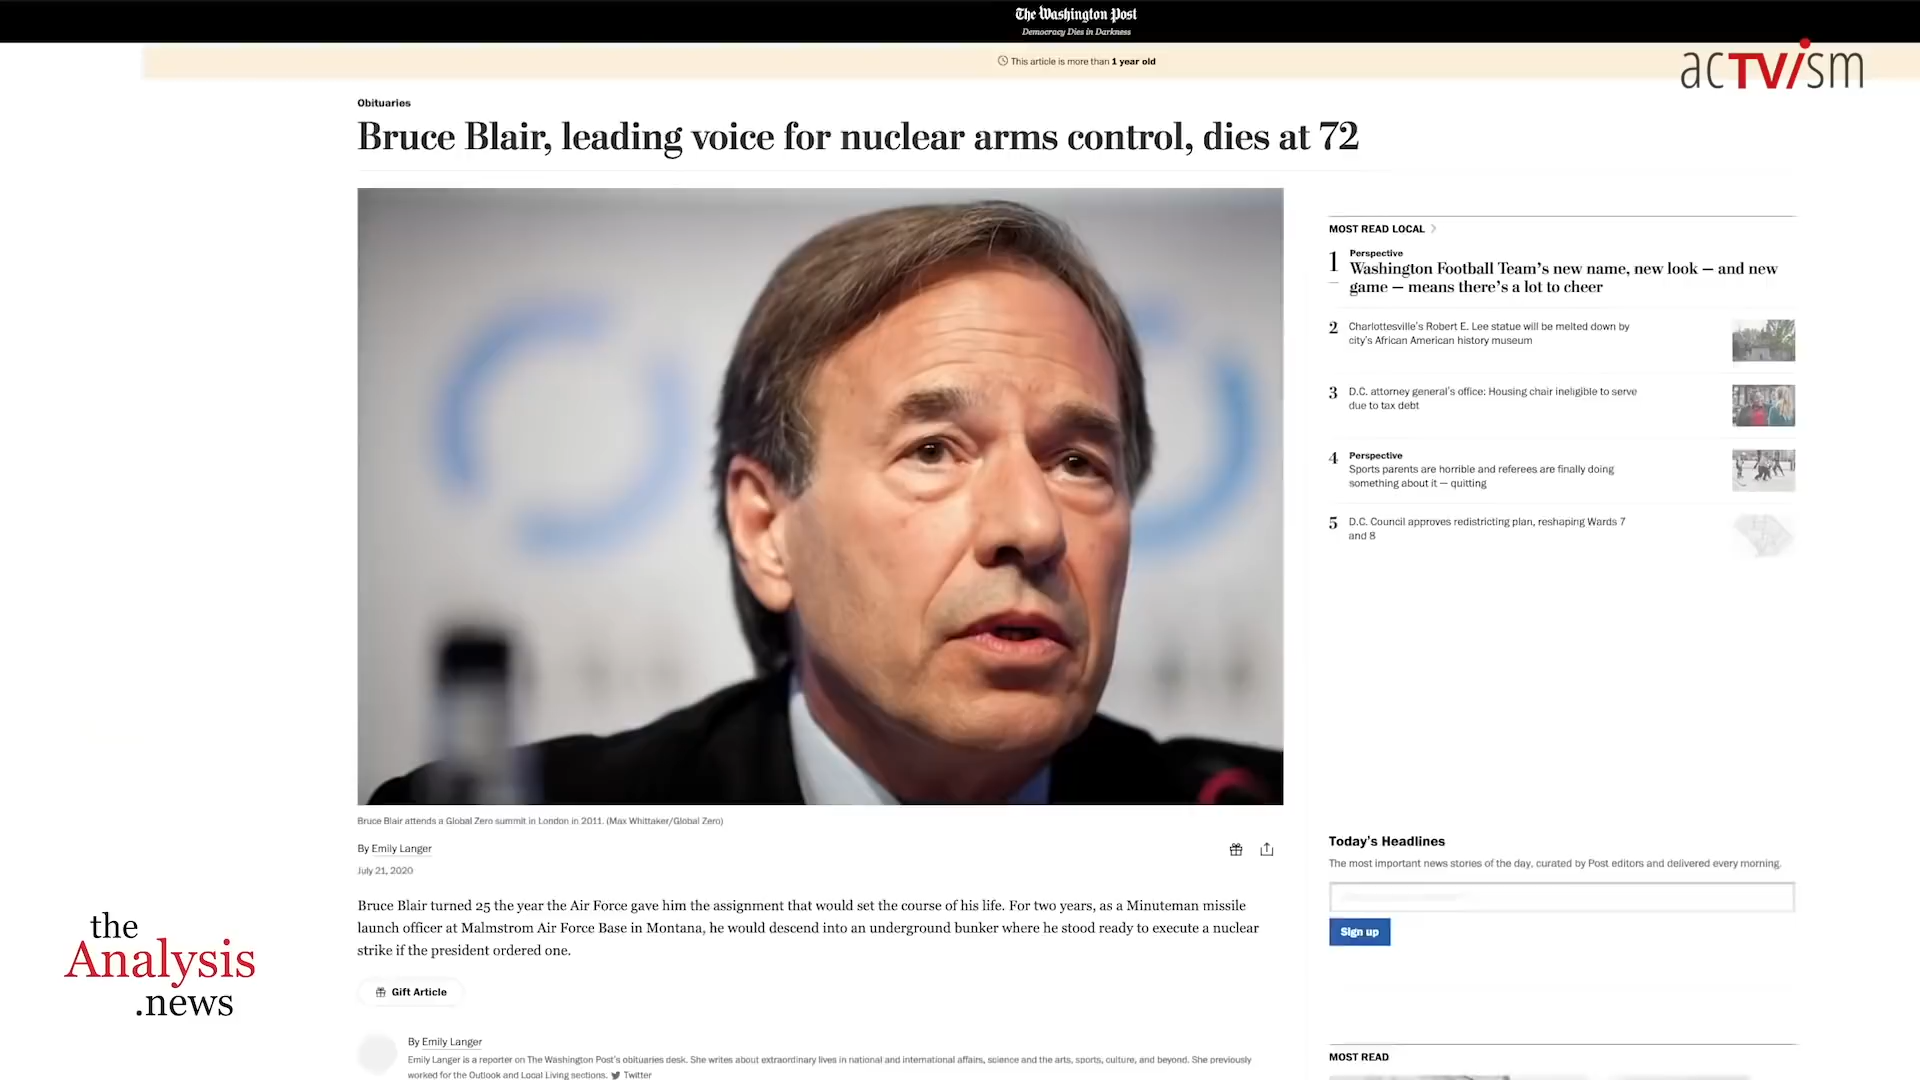 The Washington Post
Democracy Dies in Darkness
This article is more than 1 year old
acTVism
Obituaries
Bruce Blair, leading voice for nuclear arms control, dies at 72
Bruce Blair attends a Global Zero summit in London in 2011. (Max Whittaker/Global Zero)
By Emily Langer
July 21, 2020
Bruce Blair turned 25 the year the Air Force gave him the assignment that would set the course of his life. For two years, as a Minuteman missile
launch officer at Malmstrom Air Force Base in Montana, he would descend into an underground bunker where he stood ready to execute a nuclear
strike if the president ordered one.
Gift Article
By Emily Langer
Emily Langer is a reporter on The Washington Post's obituaries desk. She writes about extraordinary lives in national and international affairs, science and the arts, sports, culture, and beyond. She previously
worked for the Outlook and Local Living sections. Twitter
MOST READ LOCAL
1
Perspective
Washington Football Team's new name, new look — and new
game — means there's a lot to cheer
2
Charlottesville's Robert E. Lee statue will be melted down by
city's African American history museum
3
D.C. attorney general's office: Housing chair ineligible to serve
due to tax debt
4
Perspective
Sports parents are horrible and referees are finally doing
something about it — quitting
5
D.C. Council approves redistricting plan, reshaping Wards 7
and 8
Today's Headlines
The most important news stories of the day, curated by Post editors and delivered every morning.
Sign up
MOST READ
the
Analysis
.news